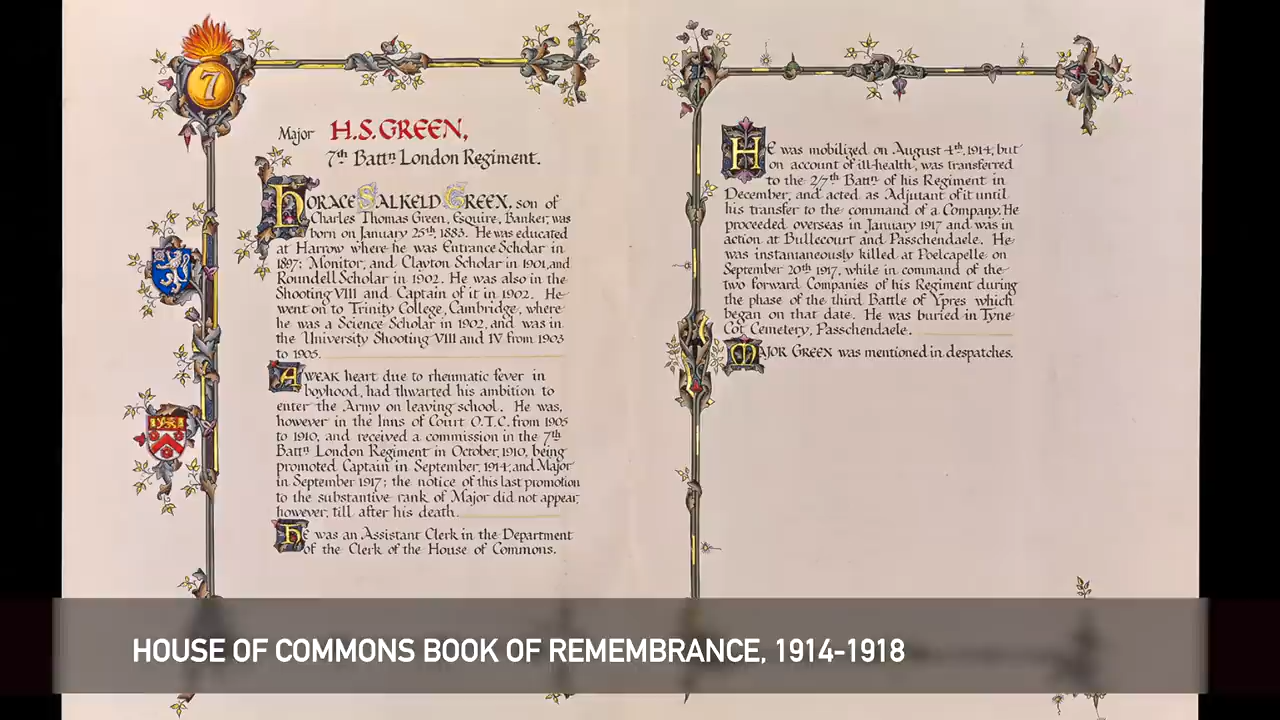 7
Major H.S. GREEN,
7th Battn London Regiment.
HORACE SALKELD GREEN, son of
Charles Thomas Green, Esquire, Banker, was
born on January 25th 1883. He was educated
at Harrow where he was Entrance Scholar in
1897; Monitor, and Clayton Scholar in 1901, and
Roundell Scholar in 1902. He was also in the
Shooting VIII and Captain of it in 1902. He
went on to Trinity College, Cambridge, where
he was a Science Scholar in 1902, and was in
the University Shooting VIII and IV from 1903
to 1905.
A WEAK heart due to rheumatic fever in
boyhood, had thwarted his ambition to
enter the Army on leaving school. He was,
however in the Inns of Court O.T.C. from 1905
to 1910, and received a commission in the 7th
Battn London Regiment in October, 1910, being
promoted Captain in September, 1914, and Major
in September 1917; the notice of this last promotion
to the substantive rank of Major did not appear,
however, till after his death.
He was an Assistant Clerk in the Department
of the Clerk of the House of Commons.
HE was mobilized on August 4th, 1914, but
on account of ill-health, was transferred
to the 2/7th Battn of his Regiment in
December, and acted as Adjutant of it until
his transfer to the command of a Company. He
proceeded overseas in January 1917 and was in
action at Bullecourt and Passchendaele. He
was instantaneously killed at Poelcapelle on
September 20th 1917, while in command of the
two forward Companies of his Regiment during
the phase of the third Battle of Ypres which
began on that date. He was buried in Tyne
Cot Cemetery, Passchendaele.
MAJOR GREEN was mentioned in despatches.
HOUSE OF COMMONS BOOK OF REMEMBRANCE, 1914-1918